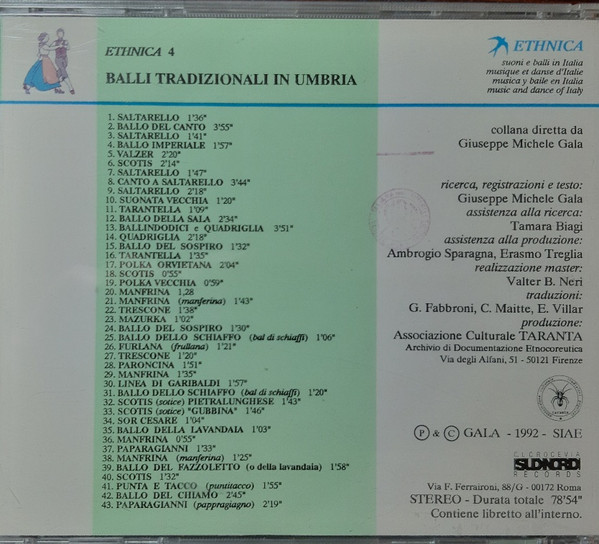 ETHNICA 4
BALLI TRADIZIONALI IN UMBRIA
1. SALTARELLO 1'36"
2. BALLO DEL CANTO 3'55"
3. SALTARELLO 1'41"
4. BALLO IMPERIALE 1'57"
5. VALZER 2'20"
6. SCOTIS 2'14"
7. SALTARELLO 1'47"
8. CANTO A SALTARELLO 3'44"
9. SALTARELLO 2'18"
10. SUONATA VECCHIA 1'20"
11. TARANTELLA 1'09"
12. BALLO DELLA SALA 2'34"
13. BALLINDODICI e QUADRIGLIA 3'51"
14. QUADRIGLIA 2'18"
15. BALLO DEL SOSPIRO 1'32"
16. TARANTELLA 1'35"
17. POLKA ORVIETANA 2'04"
18. SCOTIS 0'55"
19. POLKA VECCHIA 0'59"
20. MANFRINA 1,28
21. MANFRINA (manferina) 1'43"
22. TRESCONE 1'38"
23. MAZURKA 1'02"
24. BALLO DEL SOSPIRO 1'30"
25. BALLO DELLO SCHIAFFO (bal di schiaffi) 1'06"
26. FURLANA (frullana) 1'21"
27. TRESCONE 1'20"
28. PARONCINA 1'51"
29. MANFRINA 1'35"
30. LINEA DI GARIBALDI 1'57"
31. BALLO DELLO SCHIAFFO (bal di schiaffi) 1'20"
32. SCOTIS (sotice) PIETRALUNGHESE 1'43"
33. SCOTIS (sotice) "GUBBINA" 1'46"
34. SOR CESARE 1'04"
35. BALLO DELLA LAVANDAIA 1'03"
36. MANFRINA 0'55"
37. PAPARAGIANNI 1'33"
38. MANFRINA (manferina) 1'25"
39. BALLO DEL FAZZOLETTO (o della lavandaia) 1'58"
40. SCOTIS 1'32"
41. PUNTA E TACCO (puntitacco) 1'55"
42. BALLO DEL CHIAMO 2'45"
43. PAPARAGIANNI (pappragiagno) 2'19"
ETHNICA
suoni e balli in Italia
musique et danse d'Italie
musica y baile en Italia
music and dance of Italy
collana diretta da
Giuseppe Michele Gala
ricerca, registrazioni e testo:
Giuseppe Michele Gala
assistenza alla ricerca:
Tamara Biagi
assistenza alla produzione:
Ambrogio Sparagna, Erasmo Treglia
realizzazione master:
Valter B. Neri
traduzioni:
G. Fabbroni, C. Maitte, E. Villar
produzione:
Associazione Culturale TARANTA
Archivio di Documentazione Etnocoreutica
Via degli Alfani, 51 - 50121 Firenze
Ⓟ & Ⓒ GALA - 1992 - SIAE
CLCROCEVIA
SUDNORD
RECORDS
Via F. Ferraironi, 88/G - 00172 Roma
STEREO - Durata totale 78'54"
Contiene libretto all'interno.